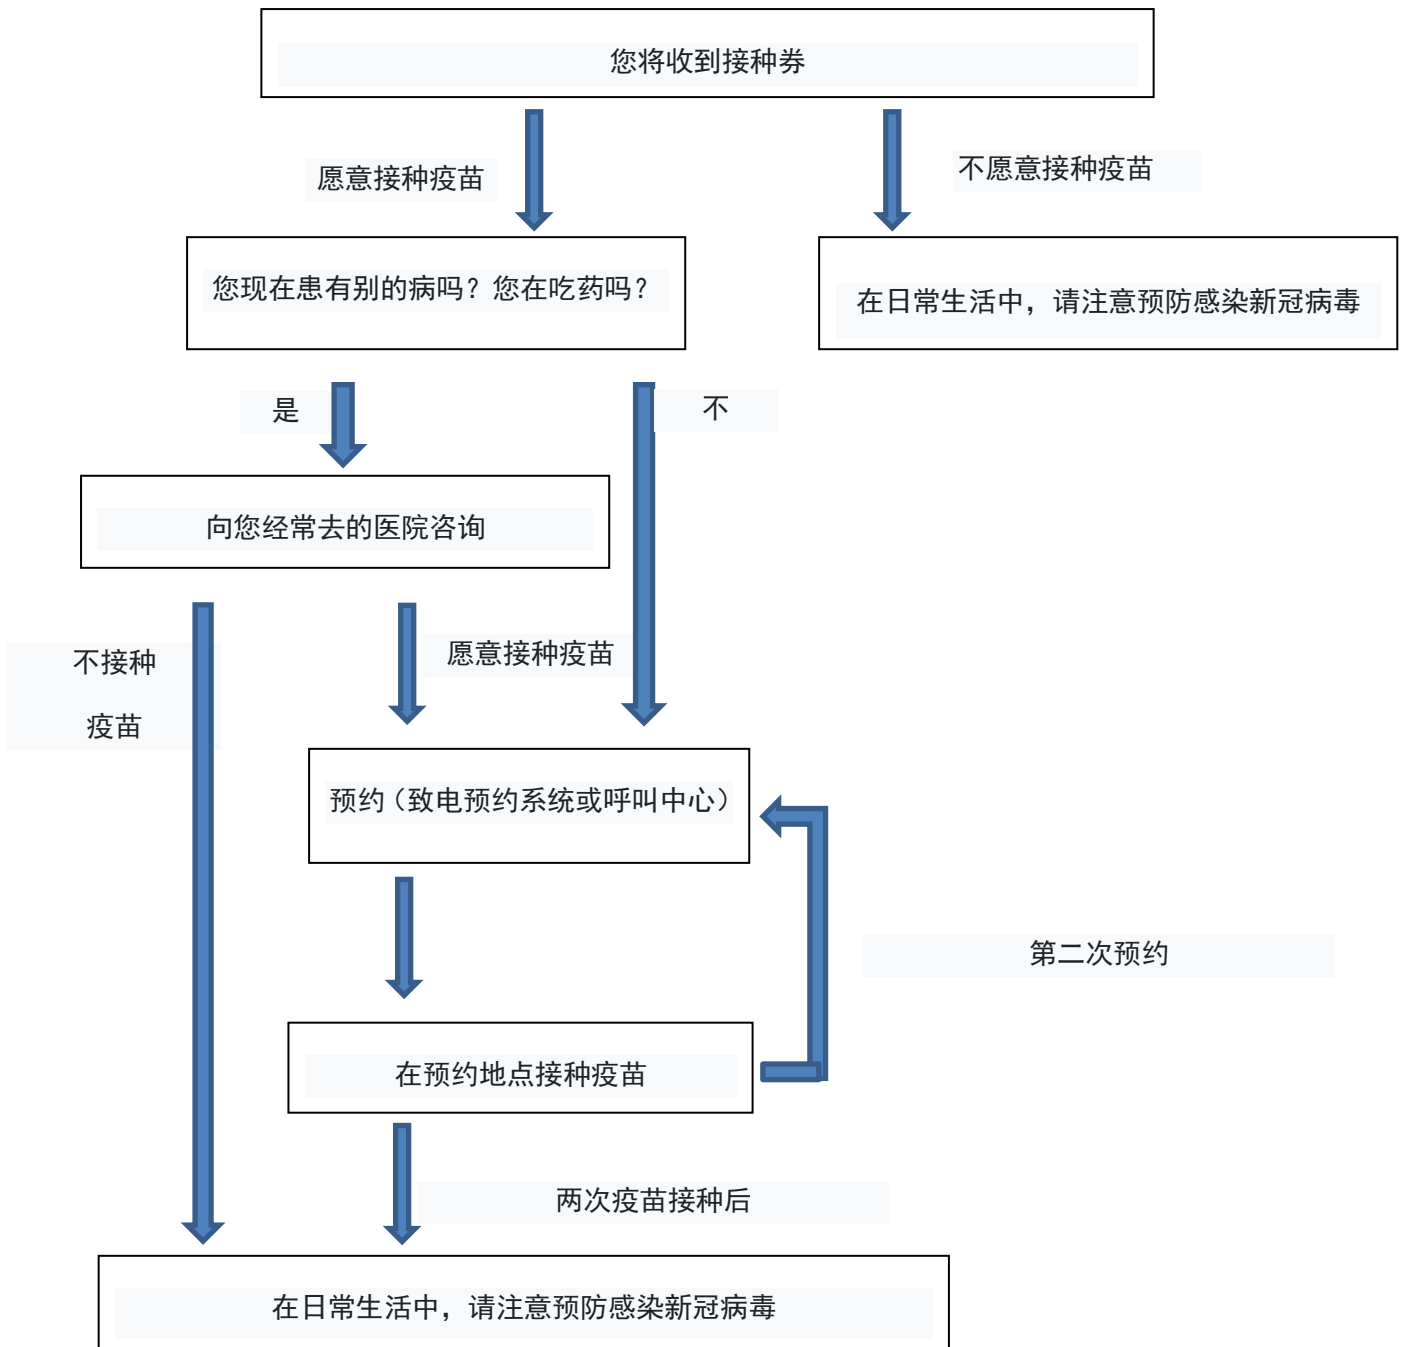 您将收到接种券
愿意接种疫苗
不愿意接种疫苗
您现在患有别的病吗？您在吃药吗？
在日常生活中，请注意预防感染新冠病毒
是
不
向您经常去的医院咨询
不接种
疫苗
愿意接种疫苗
预约（致电预约系统或呼叫中心）
第二次预约
在预约地点接种疫苗
两次疫苗接种后
在日常生活中，请注意预防感染新冠病毒